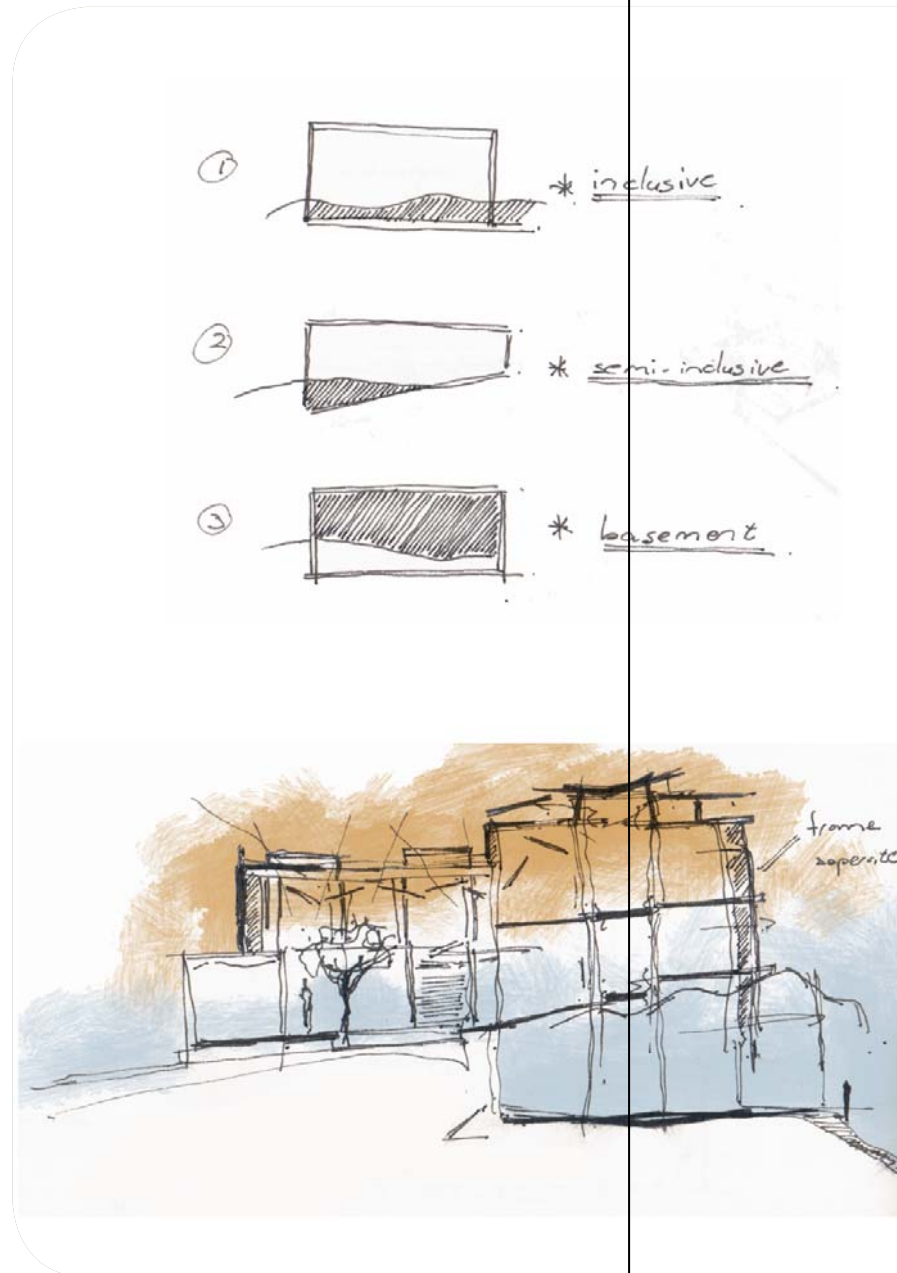 1 * inclusive
2 * semi-inclusive
3 * basement
frame